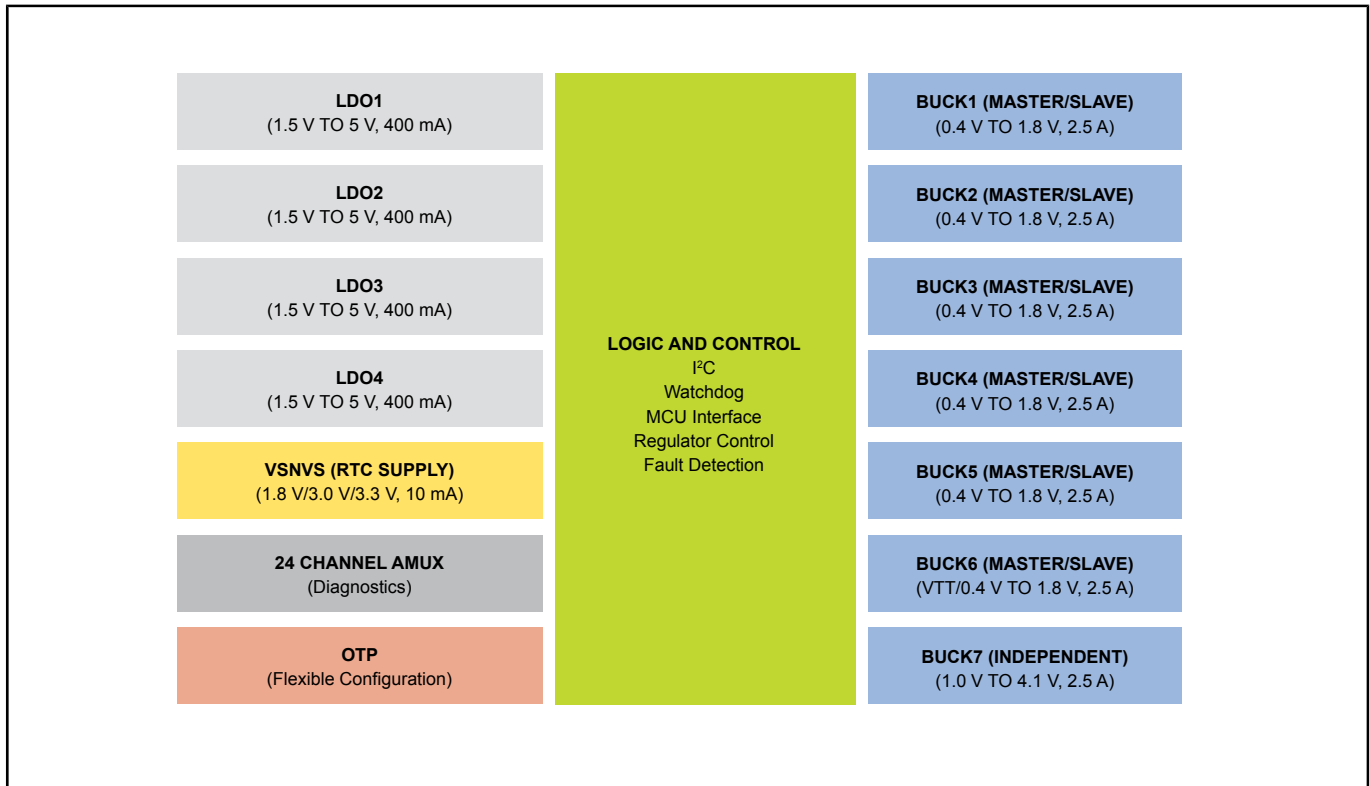 LDO1
(1.5 V TO 5 V, 400 mA)
LDO2
(1.5 V TO 5 V, 400 mA)
LDO3
(1.5 V TO 5 V, 400 mA)
LDO4
(1.5 V TO 5 V, 400 mA)
VSNVS (RTC SUPPLY)
(1.8 V/3.0 V/3.3 V, 10 mA)
24 CHANNEL AMUX
(Diagnostics)
OTP
(Flexible Configuration)
LOGIC AND CONTROL
I²C
Watchdog
MCU Interface
Regulator Control
Fault Detection
BUCK1 (MASTER/SLAVE)
(0.4 V TO 1.8 V, 2.5 A)
BUCK2 (MASTER/SLAVE)
(0.4 V TO 1.8 V, 2.5 A)
BUCK3 (MASTER/SLAVE)
(0.4 V TO 1.8 V, 2.5 A)
BUCK4 (MASTER/SLAVE)
(0.4 V TO 1.8 V, 2.5 A)
BUCK5 (MASTER/SLAVE)
(0.4 V TO 1.8 V, 2.5 A)
BUCK6 (MASTER/SLAVE)
(VTT/0.4 V TO 1.8 V, 2.5 A)
BUCK7 (INDEPENDENT)
(1.0 V TO 4.1 V, 2.5 A)